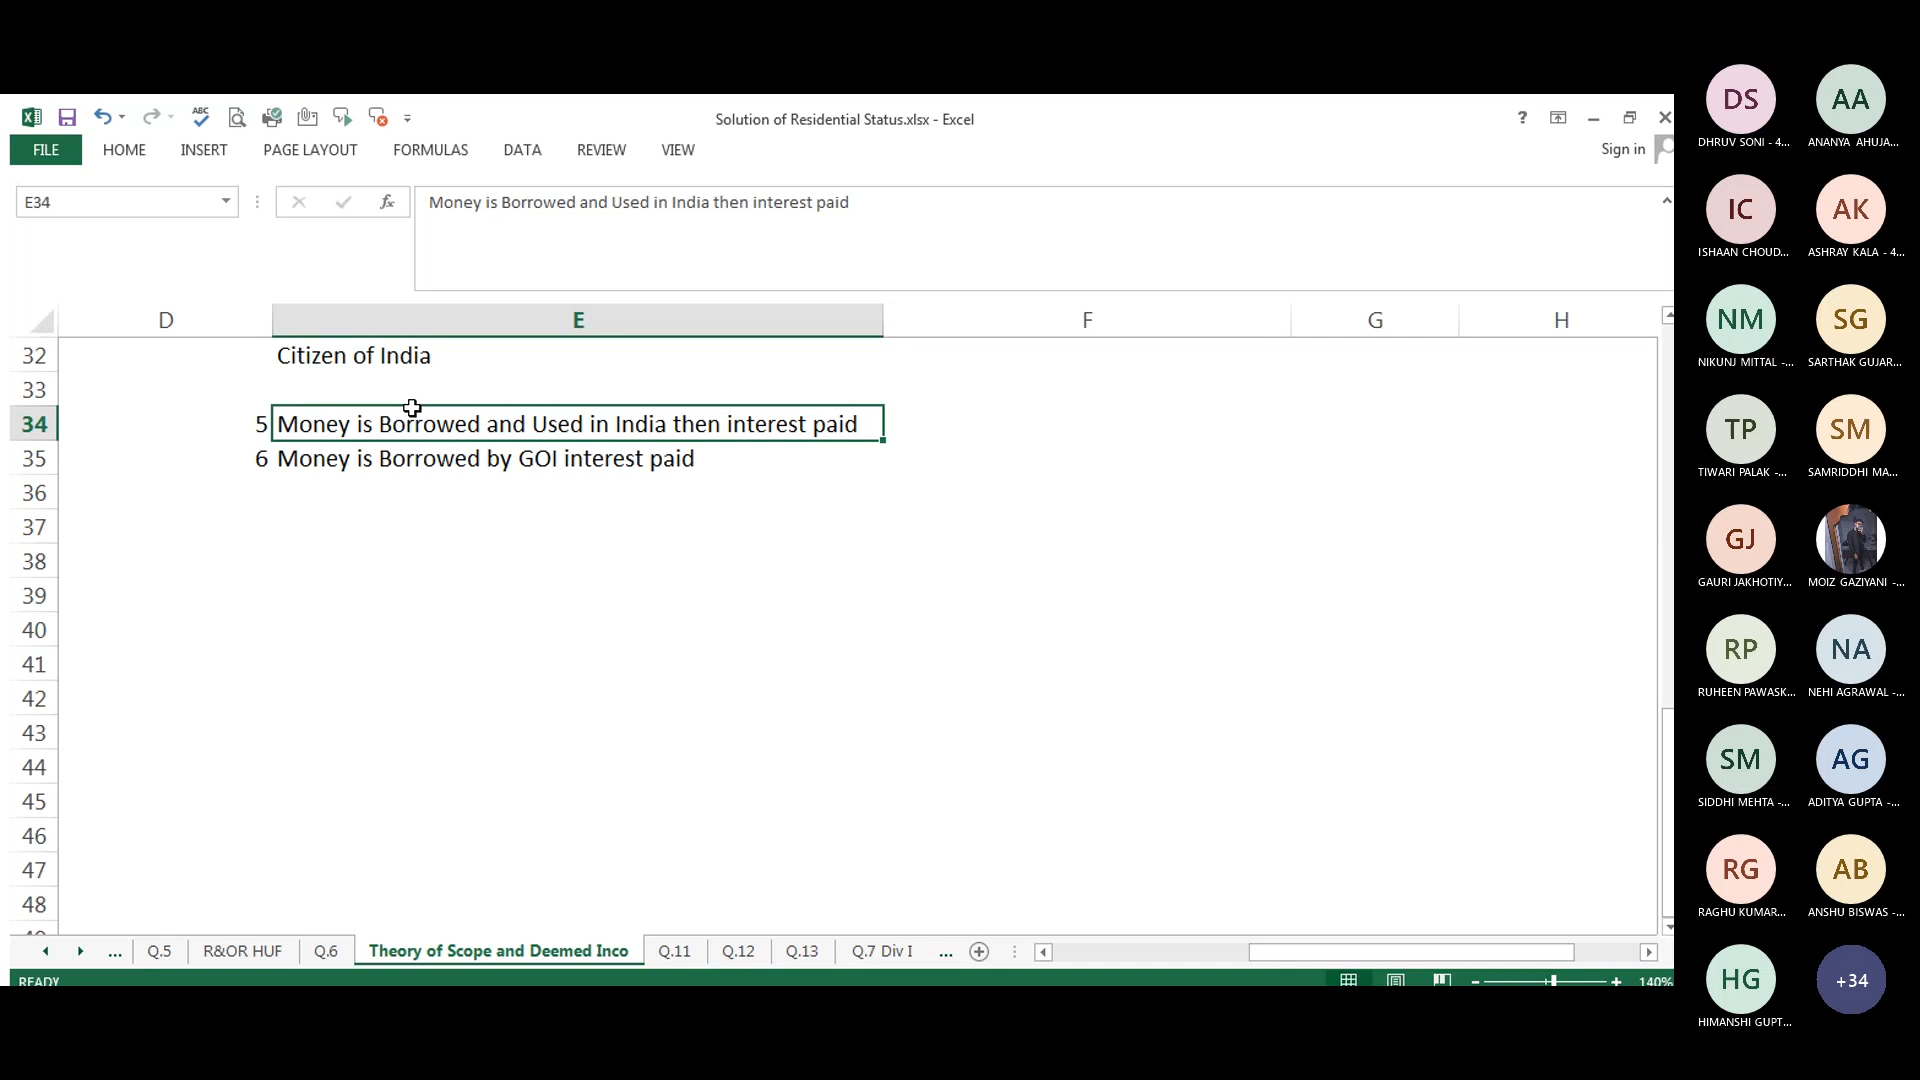 Solution of Residential Status.xlsx - Excel
?
FILE HOME INSERT PAGE LAYOUT FORMULAS DATA REVIEW VIEW
Sign in
E34
fx
Money is Borrowed and Used in India then interest paid
D E F G H
32 Citizen of India
33
34 5 Money is Borrowed and Used in India then interest paid
35 6 Money is Borrowed by GOI interest paid
36
37
38
39
40
41
42
43
44
45
46
47
48
... Q.5 R&OR HUF Q.6 Theory of Scope and Deemed Inco Q.11 Q.12 Q.13 Q.7 Div I ...
READY
140%
DS AA
DHRUV SONI - 4... ANANYA AHUJA...
IC AK
ISHAAN CHOUD... ASHRAY KALA - 4...
NM SG
NIKUNJ MITTAL -... SARTHAK GUJAR...
TP SM
TIWARI PALAK -... SAMRIDDHI MA...
GJ
GAURI JAKHOTIY... MOIZ GAZIYANI -...
RP NA
RUHEEN PAWASK... NEHI AGRAWAL -...
SM AG
SIDDHI MEHTA -... ADITYA GUPTA -...
RG AB
RAGHU KUMAR... ANSHU BISWAS -...
HG +34
HIMANSHI GUPT...